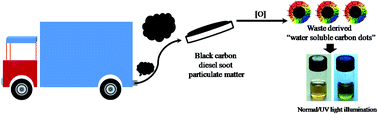 [O]
Black carbon
diesel soot
particulate matter
Waste derived
"water soluble carbon dots"
Normal/UV light illumination